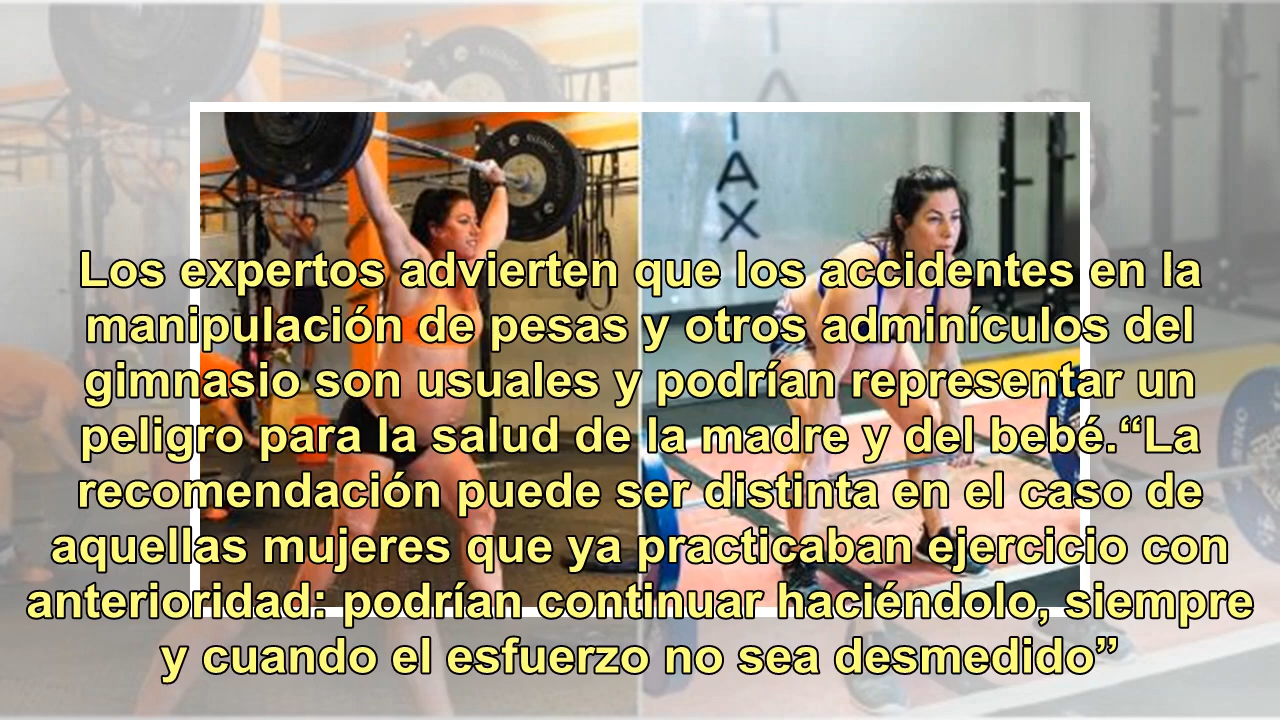 TAX
Los expertos advierten que los accidentes en la
manipulación de pesas y otros adminículos del
gimnasio son usuales y podrían representar un
peligro para la salud de la madre y del bebé.“La
recomendación puede ser distinta en el caso de
aquellas mujeres que ya practicaban ejercicio con
anterioridad: podrían continuar haciéndolo, siempre
y cuando el esfuerzo no sea desmedido”